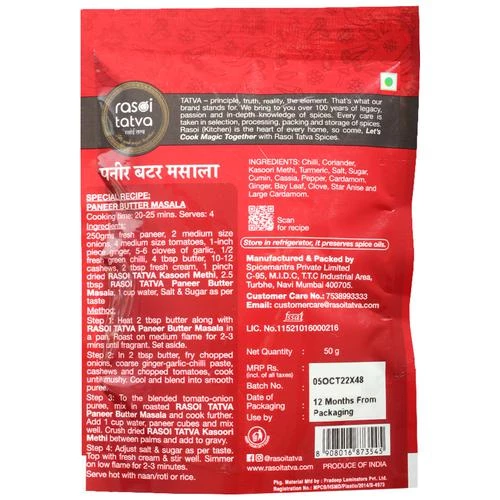 rasoi
tatva
रसोई तत्व
TATVA – principle, truth, reality, the element. That's what our
brand stands for. We bring to you over 100 years of legacy,
passion and in-depth knowledge of spices. Every care is
taken in selection, processing, packing and storage of spices.
Rasoi (Kitchen) is the heart of every home, so come, Let's
Cook Magic Together with Rasoi Tatva Spices.
पनीर बटर मसाला
SPECIAL RECIPE:
PANEER BUTTER MASALA
Cooking time: 20-25 mins. Serves: 4
Ingredients:
250gms fresh paneer, 2 medium size
onions, 2 medium size tomatoes, 1-inch
piece ginger, 5-6 cloves of garlic, 1/2
fresh green chilli, 4 tbsp butter, 10-12
cashews, 2 tbsp fresh cream, 1 pinch
dried RASOI TATVA Kasoori Methi, 2.5
tbsp RASOI TATVA Paneer Butter
Masala, 1 cup water, Salt & Sugar as per
taste
Method:
Step 1: Heat 2 tbsp butter along with
RASOI TATVA Paneer Butter Masala in
a pan. Roast on medium flame for 2-3
mins until fragrant. Set aside.
Step 2: In 2 tbsp butter, fry chopped
onions, coarse ginger-garlic-chilli paste,
cashews and chopped tomatoes, cook
until mushy. Cool and blend into smooth
puree.
Step 3: To the blended tomato-onion
puree, mix in roasted RASOI TATVA
Paneer Butter Masala and cook further.
Add 1 cup water, paneer cubes and mix
well. Crush dried RASOI TATVA Kasoori
Methi between palms and add to gravy.
Step 4: Adjust salt & sugar as per taste.
Top with fresh cream & stir well. Simmer
on low flame for 2-3 minutes.
Serve hot with naan/roti or rice.
INGREDIENTS: Chilli, Coriander,
Kasoori Methi, Turmeric, Salt, Sugar,
Cumin, Cassia, Pepper, Cardamom,
Ginger, Bay Leaf, Clove, Star Anise and
Large Cardamom.
Scan
for recipe
Store in refrigerator, it preserves spice oils.
Manufactured & Packed by
Spicemantra Private Limited
C-95, M.I.D.C, T.T.C Industrial Area,
Turbhe, Navi Mumbai 400705.
Customer Care No.: 7538993333
Email: customercare@rasoitatva.com
fssai
LIC. No. 11521016000216
Net Quantity : 50 g
MRP Rs.
(incl. of all taxes) :
Batch No. : 05OCT22X48
Date of
Packaging :
Use by : 12 Months From
Packaging
8 908016 873545
@rasoitatva
/rasoitatva
www.rasoitatva.com
PRODUCE OF INDIA